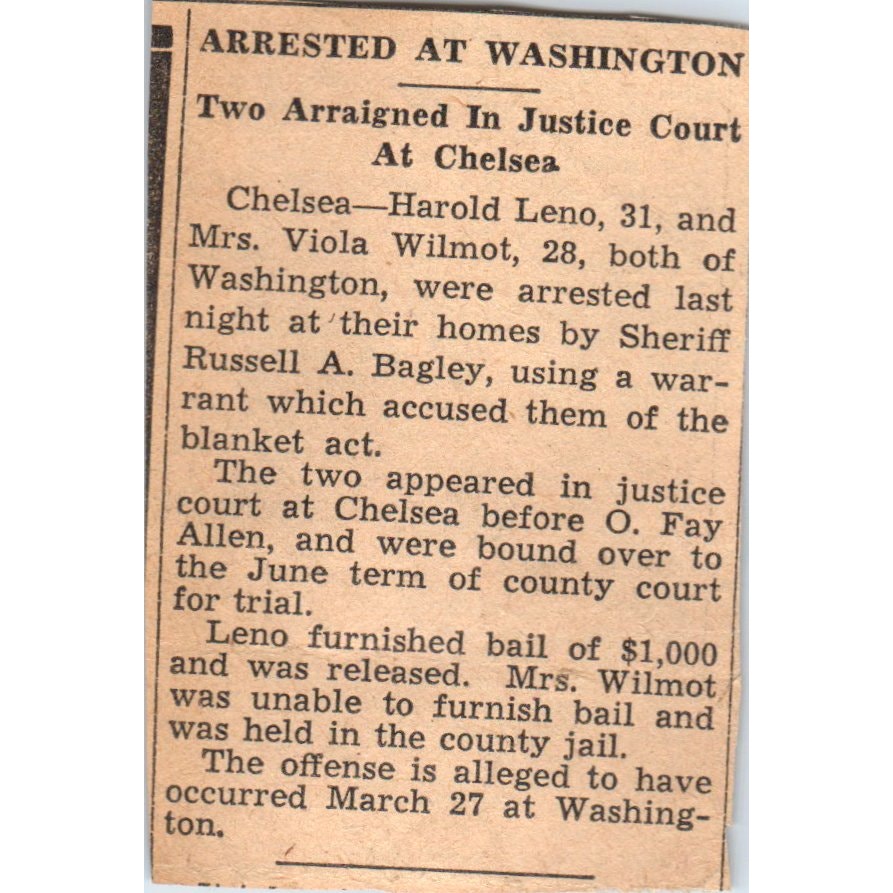 ARRESTED AT WASHINGTON
Two Arraigned In Justice Court
At Chelsea
Chelsea—Harold Leno, 31, and
Mrs. Viola Wilmot, 28, both of
Washington, were arrested last
night at their homes by Sheriff
Russell A. Bagley, using a war-
rant which accused them of the
blanket act.
The two appeared in justice
court at Chelsea before O. Fay
Allen, and were bound over to
the June term of county court
for trial.
Leno furnished bail of $1,000
and was released. Mrs. Wilmot
was unable to furnish bail and
was held in the county jail.
The offense is alleged to have
occurred March 27 at Washing-
ton.